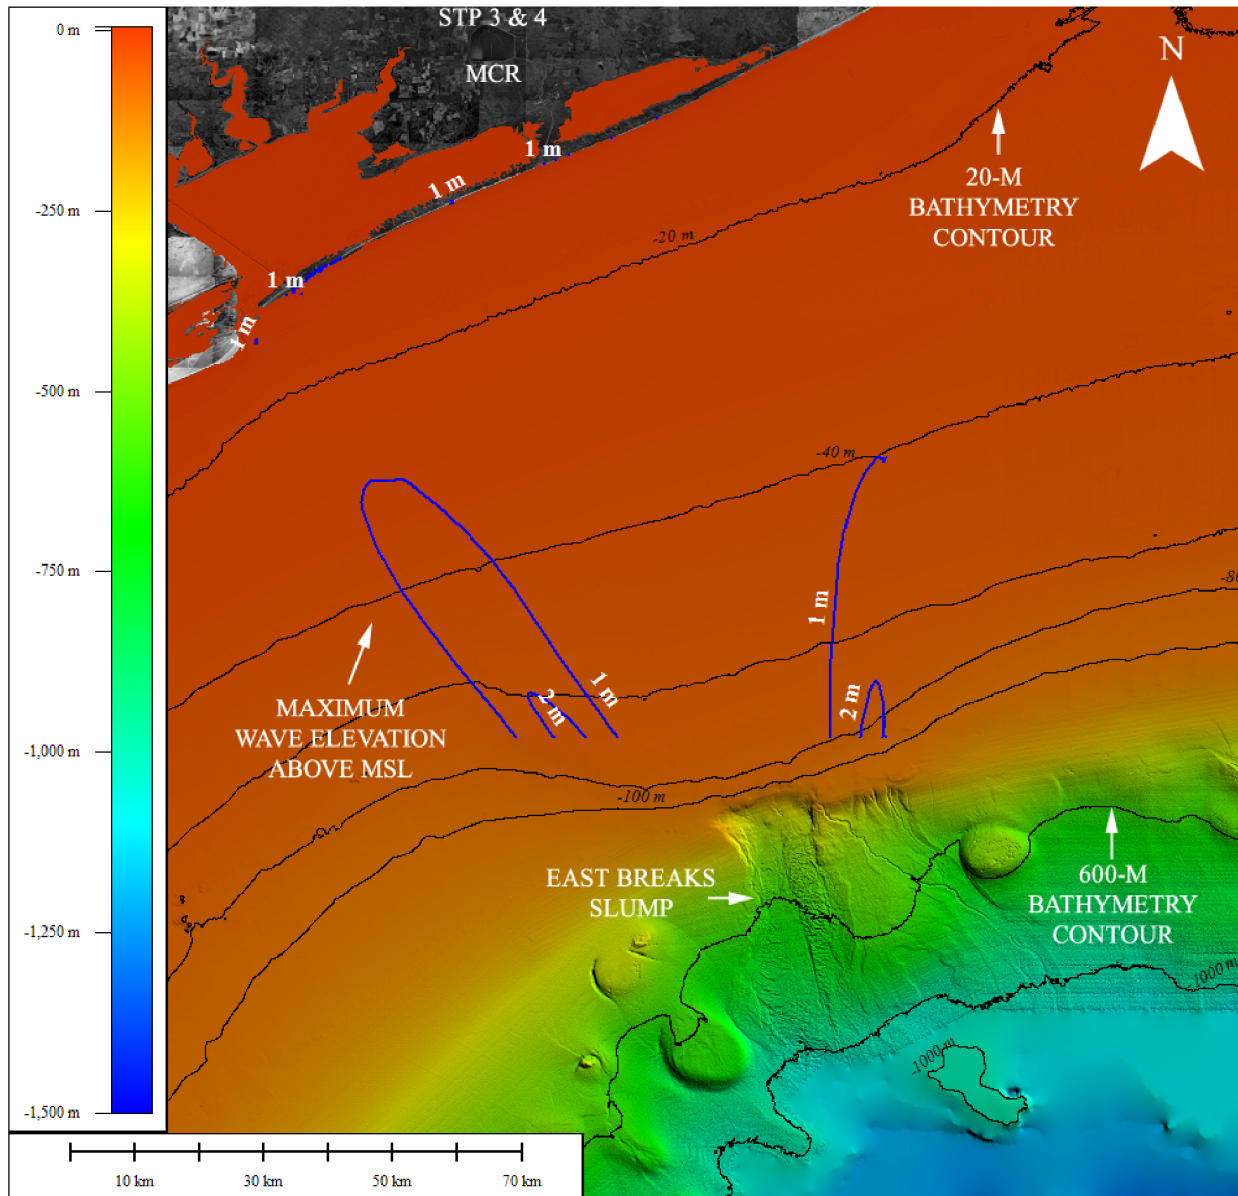 STP 3 & 4
0 m
MCR
N
1 m
20-M
BATHYMETRY
CONTOUR
1 m
-250 m
-20 m
1 m
1 m
-500 m
-40 m
-750 m
-80
1 m
1 m
2 m
2 m
MAXIMUM
WAVE ELEVATION
ABOVE MSL
-1,000 m
-100 m
EAST BREAKS
SLUMP
600-M
BATHYMETRY
CONTOUR
-1,250 m
-1000 m
-1000 m
-1,500 m
10 km
30 km
50 km
70 km